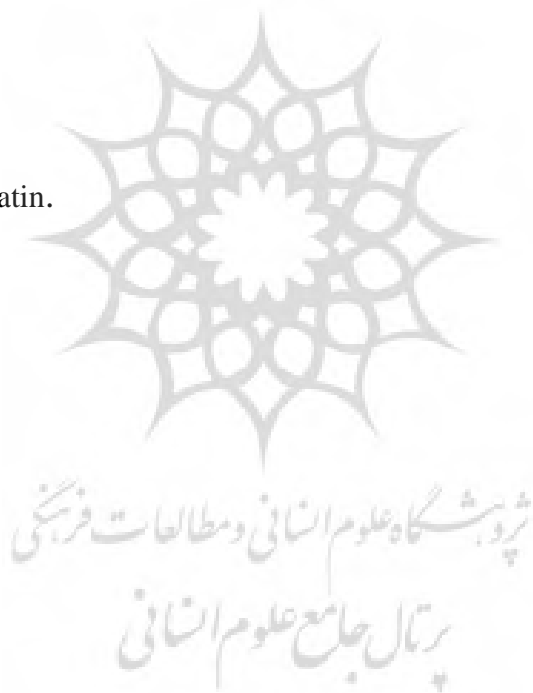 atin.
پژوهشگاه علوم انسانی و مطالعات فرهنگی
پرتال جامع علوم انسانی